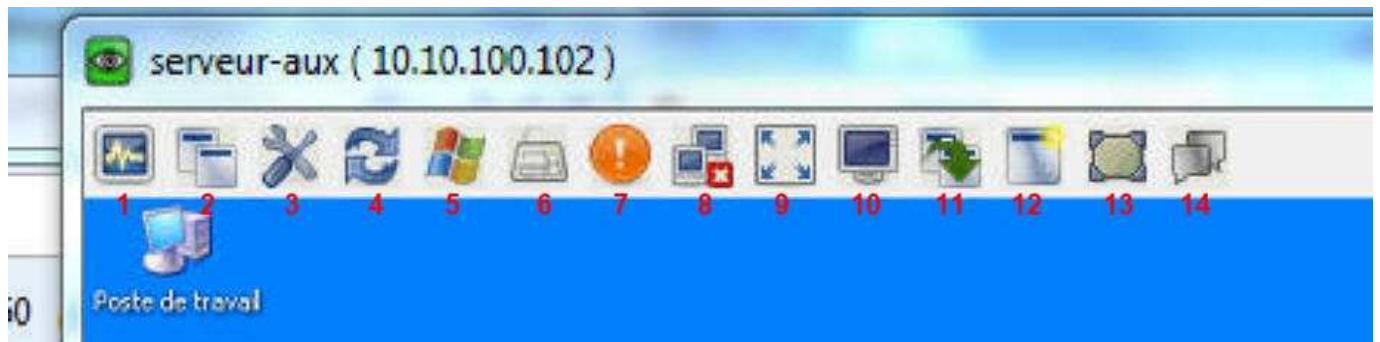 serveur-aux ( 10.10.100.102 )
1 2 3 4 5 6 7 8 9 10 11 12 13 14
Poste de travail